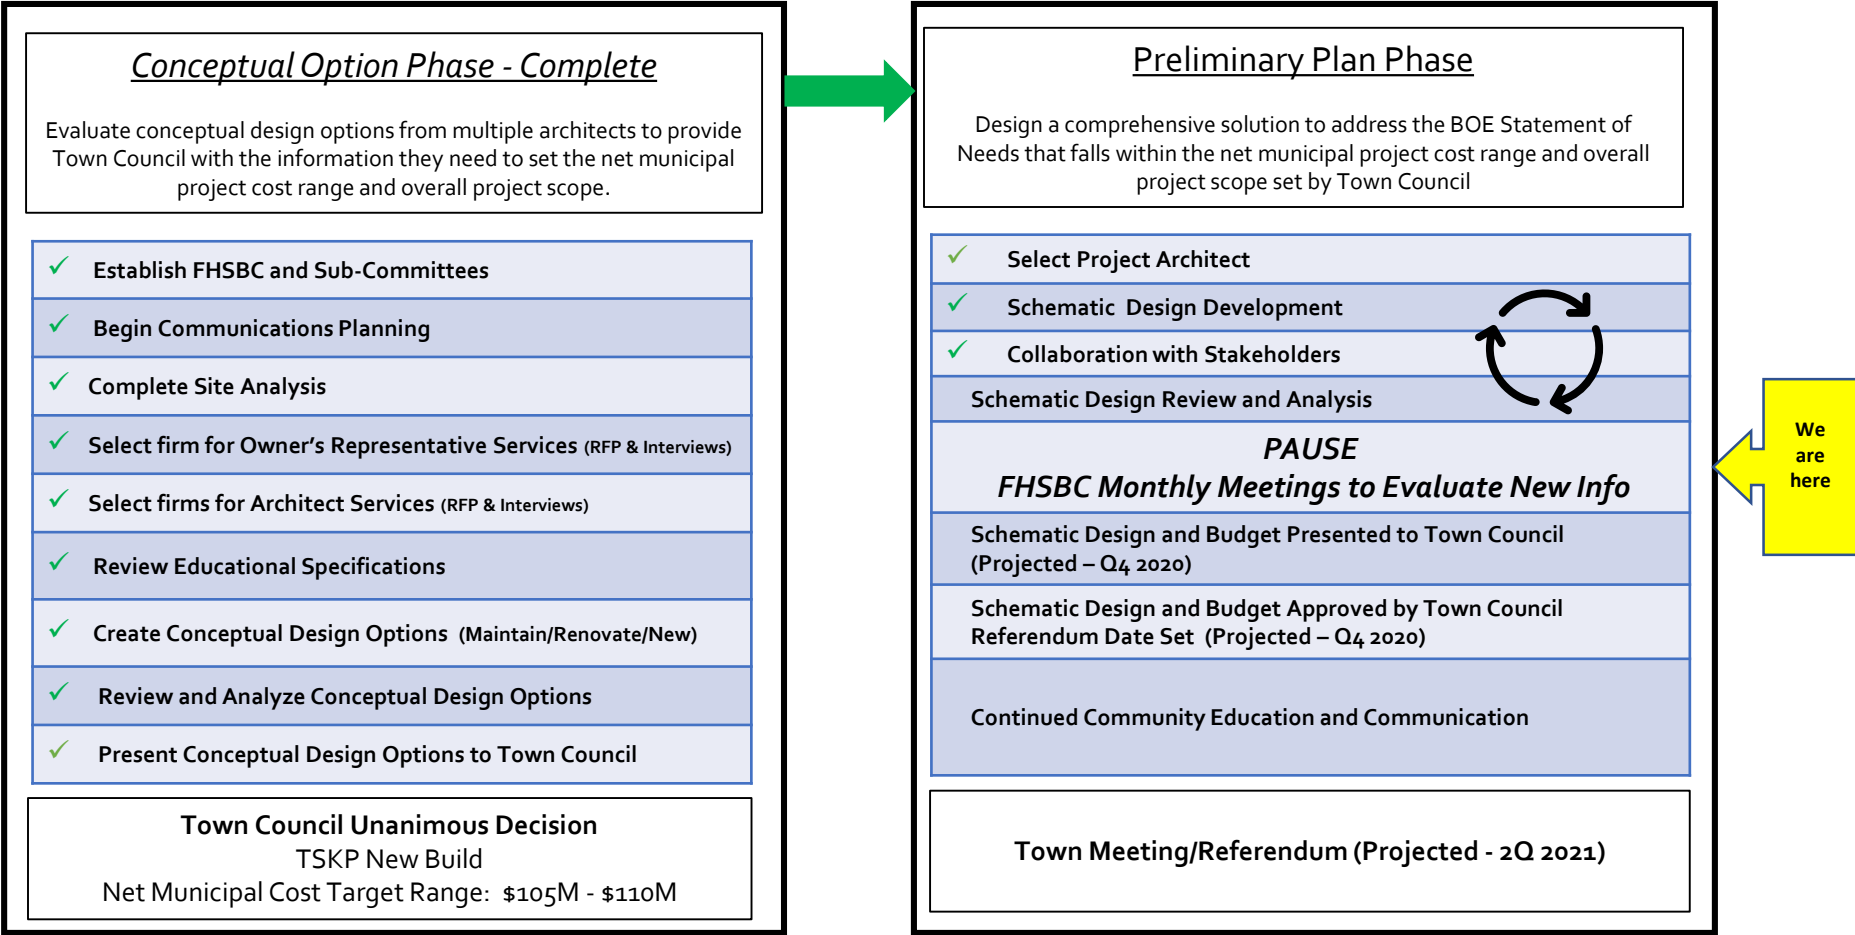 Conceptual Option Phase - Complete
Evaluate conceptual design options from multiple architects to provide
Town Council with the information they need to set the net municipal
project cost range and overall project scope.
✓ Establish FHSBC and Sub-Committees
✓ Begin Communications Planning
✓ Complete Site Analysis
✓ Select firm for Owner's Representative Services (RFP & Interviews)
✓ Select firms for Architect Services (RFP & Interviews)
✓ Review Educational Specifications
✓ Create Conceptual Design Options (Maintain/Renovate/New)
✓ Review and Analyze Conceptual Design Options
✓ Present Conceptual Design Options to Town Council
Town Council Unanimous Decision
TSKP New Build
Net Municipal Cost Target Range: $105M - $110M
Preliminary Plan Phase
Design a comprehensive solution to address the BOE Statement of
Needs that falls within the net municipal project cost range and overall
project scope set by Town Council
✓ Select Project Architect
✓ Schematic Design Development
✓ Collaboration with Stakeholders
Schematic Design Review and Analysis
PAUSE
FHSBC Monthly Meetings to Evaluate New Info
Schematic Design and Budget Presented to Town Council
(Projected – Q4 2020)
Schematic Design and Budget Approved by Town Council
Referendum Date Set (Projected – Q4 2020)
Continued Community Education and Communication
Town Meeting/Referendum (Projected - 2Q 2021)
We
are
here